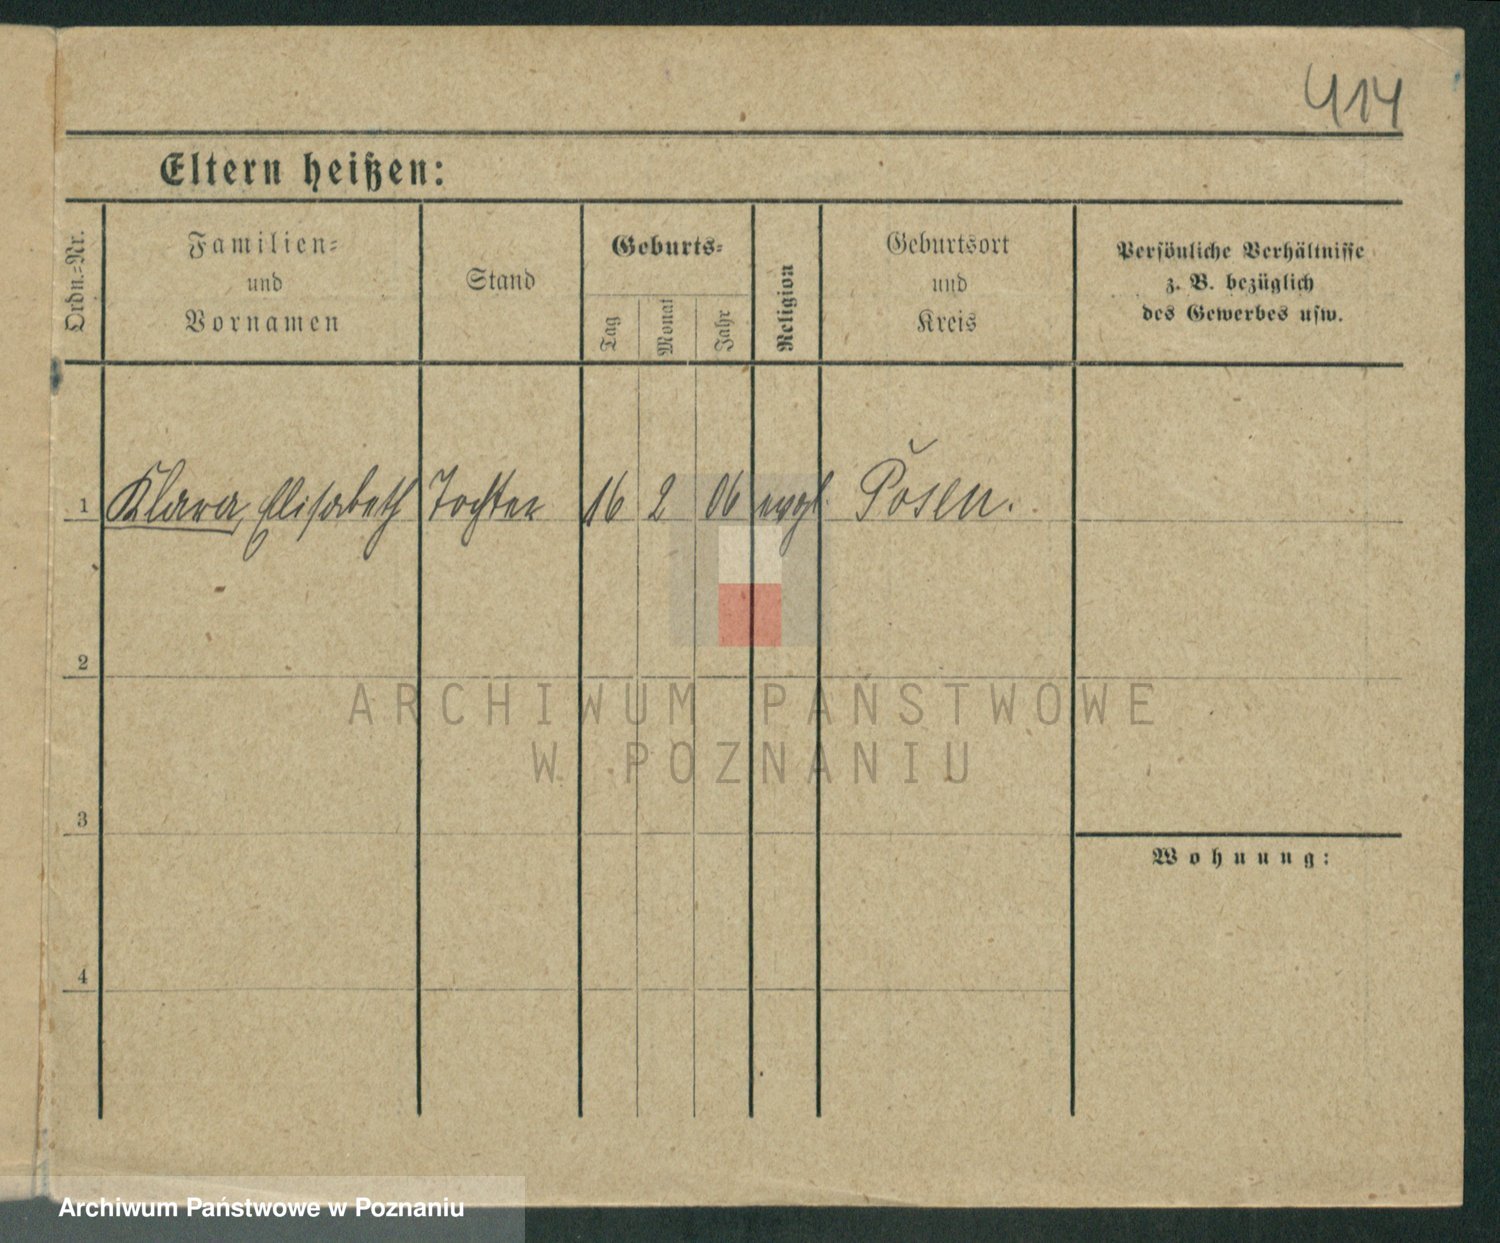 414
Eltern heißen:
Ordn.-Nr.
Familien-
und
Vornamen
Stand
Geburts-
Tag
Monat
Jahr
Religion
Geburtsort
und
Kreis
Persönliche Verhältnisse
z. B. bezüglich
des Gewerbes usw.
1 Klara, Elisabeth Tochter 16 2 06 evgl. Posen.
2
3
4
Wohnung:
ARCHIWUM PAŃSTWOWE
W POZNANIU
Archiwum Państwowe w Poznaniu